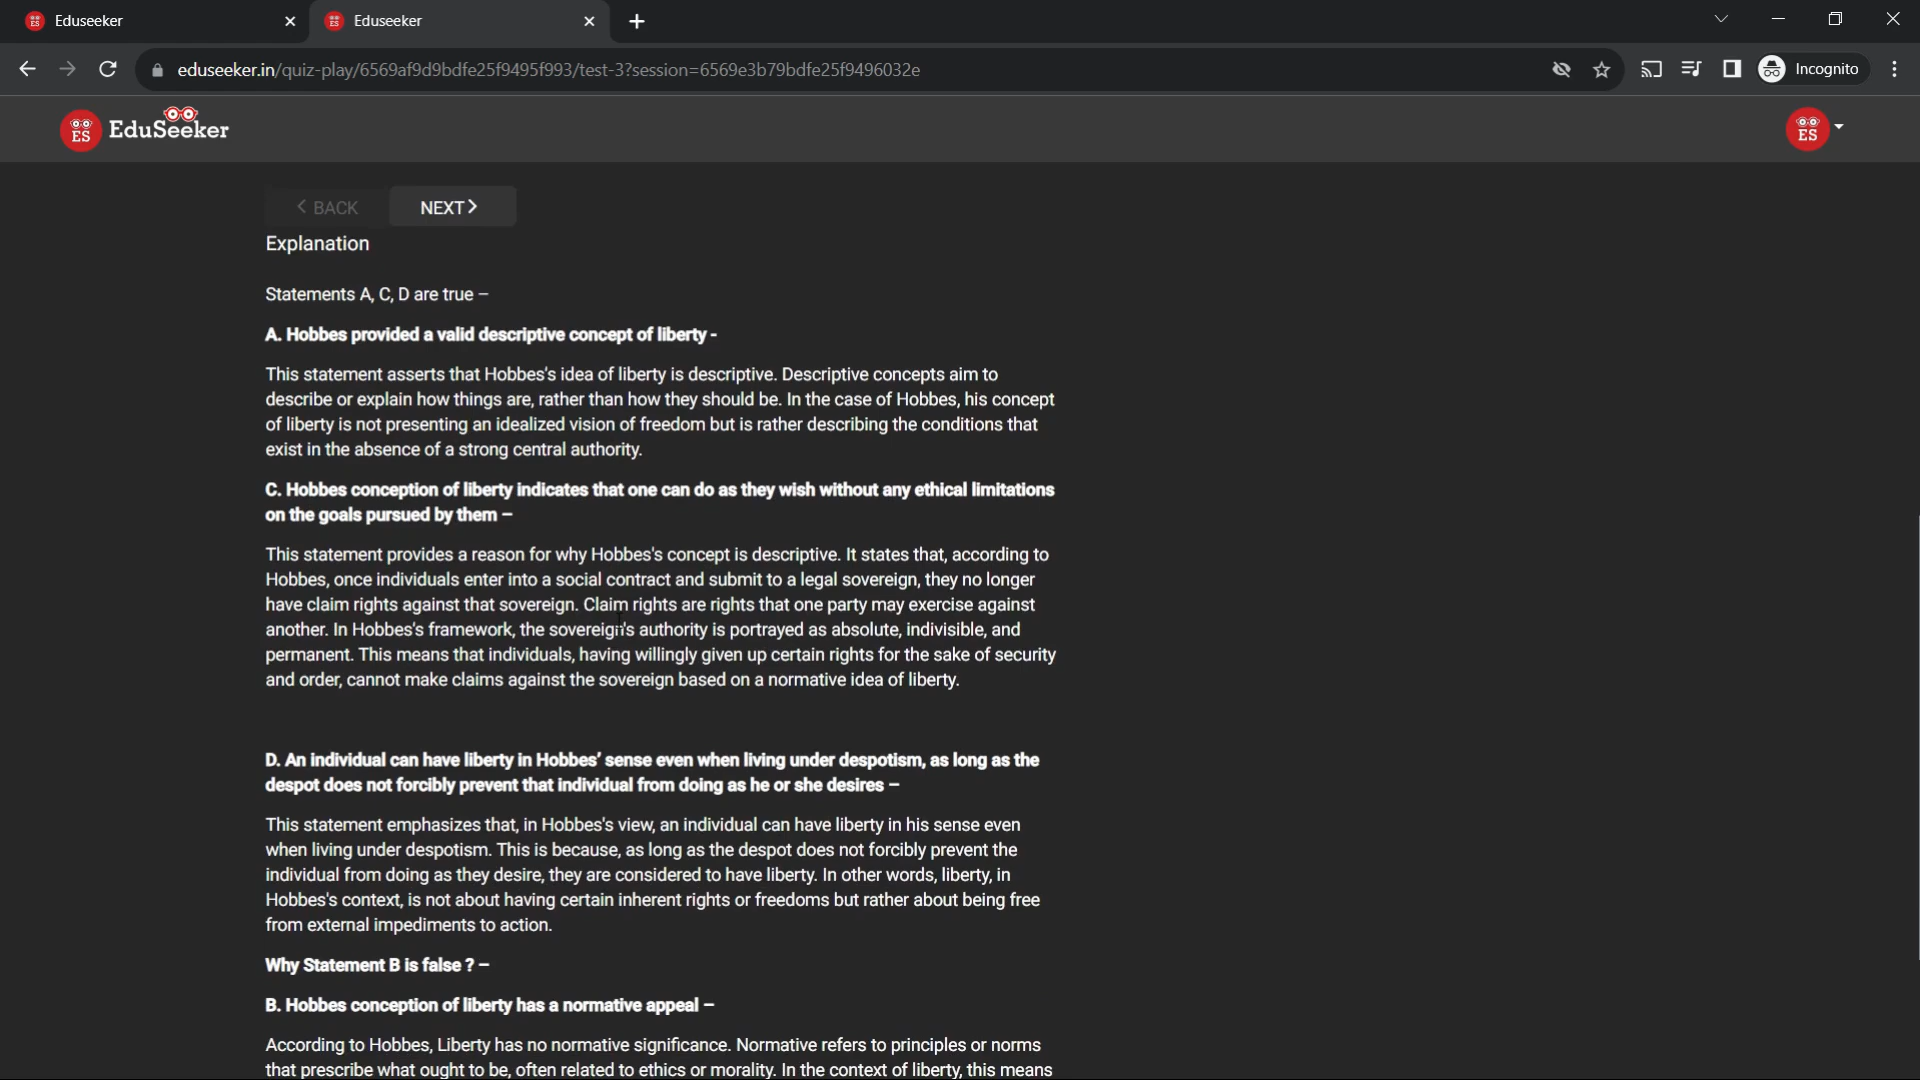 Eduseeker
Eduseeker
eduseeker.in/quiz-play/6569af9d9bdfe25f9495f993/test-3?session=6569e3b79bdfe25f9496032e
Incognito
ES
EduSeeker
ES
BACK
NEXT
Explanation
Statements A, C, D are true –
A. Hobbes provided a valid descriptive concept of liberty -
This statement asserts that Hobbes's idea of liberty is descriptive. Descriptive concepts aim to
describe or explain how things are, rather than how they should be. In the case of Hobbes, his concept
of liberty is not presenting an idealized vision of freedom but is rather describing the conditions that
exist in the absence of a strong central authority.
C. Hobbes conception of liberty indicates that one can do as they wish without any ethical limitations
on the goals pursued by them –
This statement provides a reason for why Hobbes's concept is descriptive. It states that, according to
Hobbes, once individuals enter into a social contract and submit to a legal sovereign, they no longer
have claim rights against that sovereign. Claim rights are rights that one party may exercise against
another. In Hobbes's framework, the sovereign's authority is portrayed as absolute, indivisible, and
permanent. This means that individuals, having willingly given up certain rights for the sake of security
and order, cannot make claims against the sovereign based on a normative idea of liberty.
D. An individual can have liberty in Hobbes’ sense even when living under despotism, as long as the
despot does not forcibly prevent that individual from doing as he or she desires –
This statement emphasizes that, in Hobbes's view, an individual can have liberty in his sense even
when living under despotism. This is because, as long as the despot does not forcibly prevent the
individual from doing as they desire, they are considered to have liberty. In other words, liberty, in
Hobbes's context, is not about having certain inherent rights or freedoms but rather about being free
from external impediments to action.
Why Statement B is false ? –
B. Hobbes conception of liberty has a normative appeal –
According to Hobbes, Liberty has no normative significance. Normative refers to principles or norms
that prescribe what ought to be, often related to ethics or morality. In the context of liberty, this means